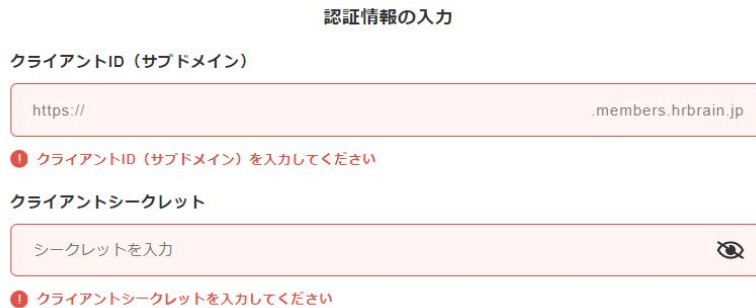 認証情報の入力
クライアントID（サブドメイン）
https:// .members.hrbrain.jp
クライアントID（サブドメイン）を入力してください
クライアントシークレット
シークレットを入力
クライアントシークレットを入力してください